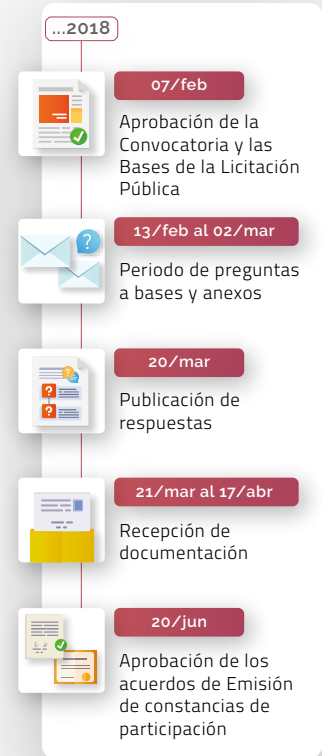 ...2018
07/feb
Aprobación de la
Convocatoria y las
Bases de la Licitación
Pública
13/feb al 02/mar
Periodo de preguntas
a bases y anexos
20/mar
Publicación de
respuestas
21/mar al 17/abr
Recepción de
documentación
20/jun
Aprobación de los
acuerdos de Emisión
de constancias de
participación